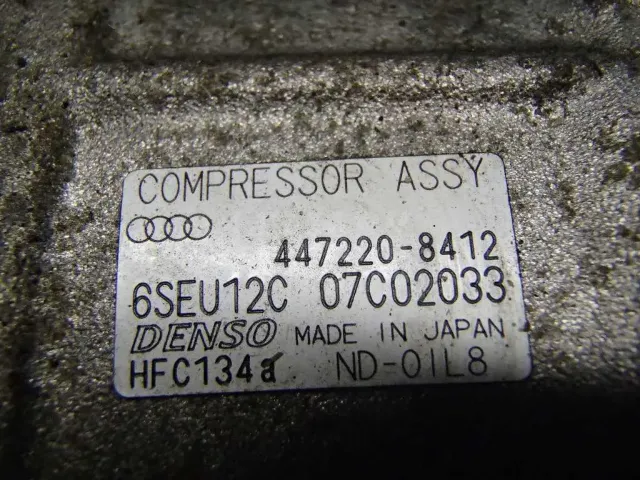 COMPRESSOR ASSY
447220-8412
6SEU12C 07C02033
DENSO MADE IN JAPAN
HFC134a ND-OIL8